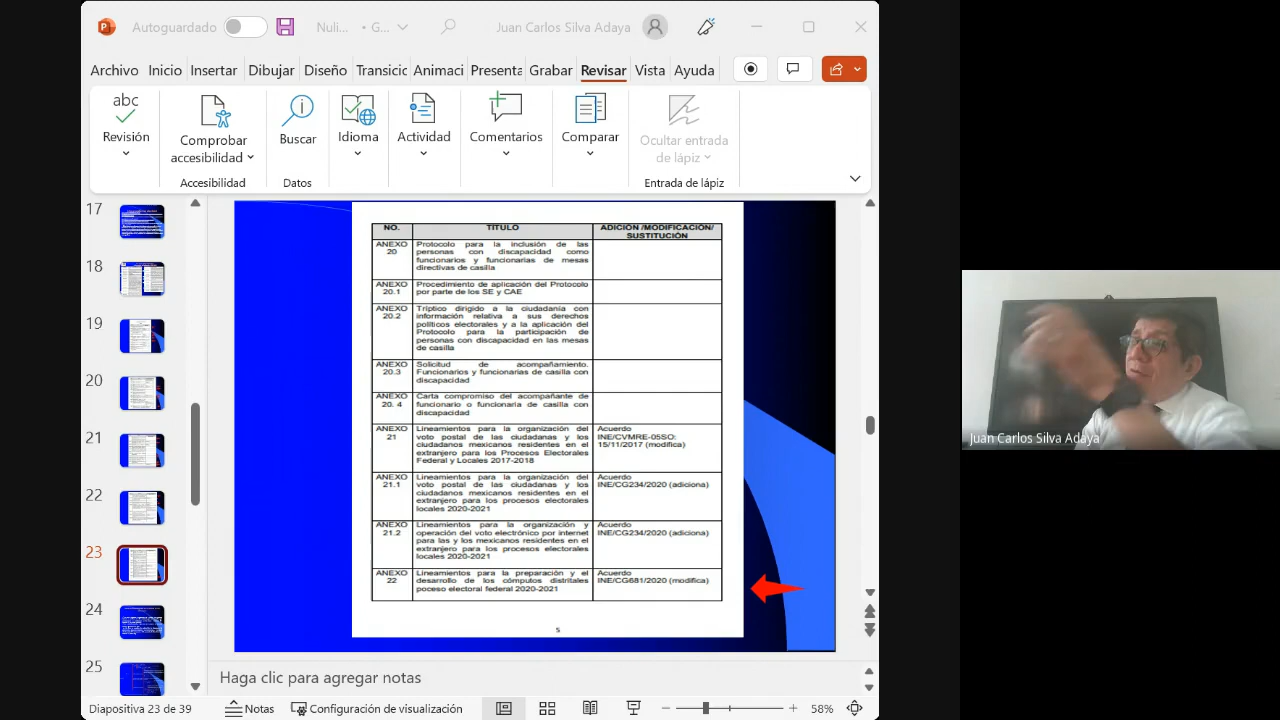 Autoguardado
Nuli... • G...
Juan Carlos Silva Adaya
Archivo Inicio Insertar Dibujar Diseño Transicic Animaci Presenta Grabar Revisar Vista Ayuda
abc
Revisión
Comprobar
accesibilidad
Buscar
Idioma
Actividad
Comentarios
Comparar
Ocultar entrada
de lápiz
Accesibilidad
Datos
Entrada de lápiz
17
18
19
20
21
22
23
24
25
NO. TÍTULO ADICIÓN /MODIFICACIÓN/
SUSTITUCIÓN
ANEXO
20
Protocolo para la inclusión de las
personas con discapacidad como
funcionarios y funcionarias de mesas
directivas de casilla
ANEXO
20.1
Procedimiento de aplicación del Protocolo
por parte de los SE y CAE
ANEXO
20.2
Tríptico dirigido a la ciudadanía con
información relativa a sus derechos
políticos electorales y a la aplicación del
Protocolo para la participación de
personas con discapacidad en las mesas
de casilla
ANEXO
20.3
Solicitud de acompañamiento.
Funcionarios y funcionarias de casilla con
discapacidad
ANEXO
20. 4
Carta compromiso del acompañante de
funcionario o funcionaria de casilla con
discapacidad
ANEXO
21
Lineamientos para la organización del
voto postal de las ciudadanas y los
ciudadanos mexicanos residentes en el
extranjero para los Procesos Electorales
Federal y Locales 2017-2018
Acuerdo
INE/CVMRE-05SO:
15/11/2017 (modifica)
ANEXO
21.1
Lineamientos para la organización del
voto postal de las ciudadanas y los
ciudadanos mexicanos residentes en el
extranjero para los procesos electorales
locales 2020-2021
Acuerdo
INE/CG234/2020 (adiciona)
ANEXO
21.2
Lineamientos para la organización y
operación del voto electrónico por internet
para las y los mexicanos residentes en el
extranjero para los procesos electorales
locales 2020-2021
Acuerdo
INE/CG234/2020 (adiciona)
ANEXO
22
Lineamientos para la preparación y el
desarrollo de los cómputos distritales
poceso electoral federal 2020-2021
Acuerdo
INE/CG681/2020 (modifica)
5
Haga clic para agregar notas
Diapositiva 23 de 39
Notas
Configuración de visualización
58%
Juan Carlos Silva Adaya